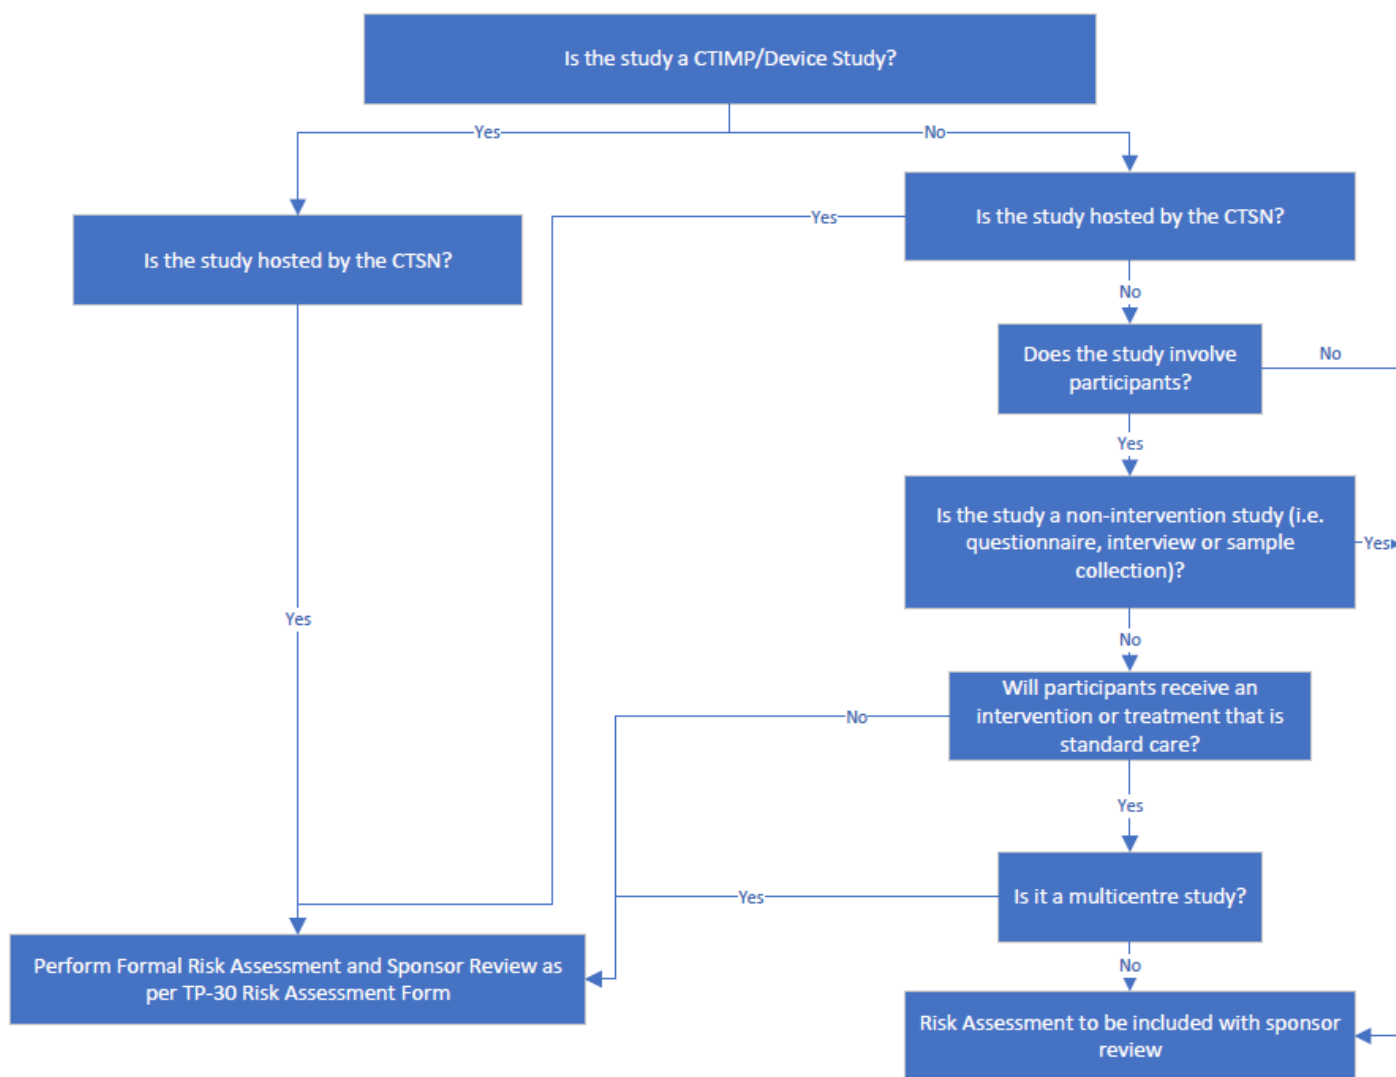 Is the study a CTIMP/Device Study?
Yes
No
Is the study hosted by the CTSN?
Yes
Is the study hosted by the CTSN?
No
Does the study involve
participants?
No
Yes
Is the study a non-intervention study (i.e.
questionnaire, interview or sample
collection)?
Yes
Yes
No
Will participants receive an
intervention or treatment that is
standard care?
No
Yes
Is it a multicentre study?
Yes
No
Perform Formal Risk Assessment and Sponsor Review as
per TP-30 Risk Assessment Form
Risk Assessment to be included with sponsor
review